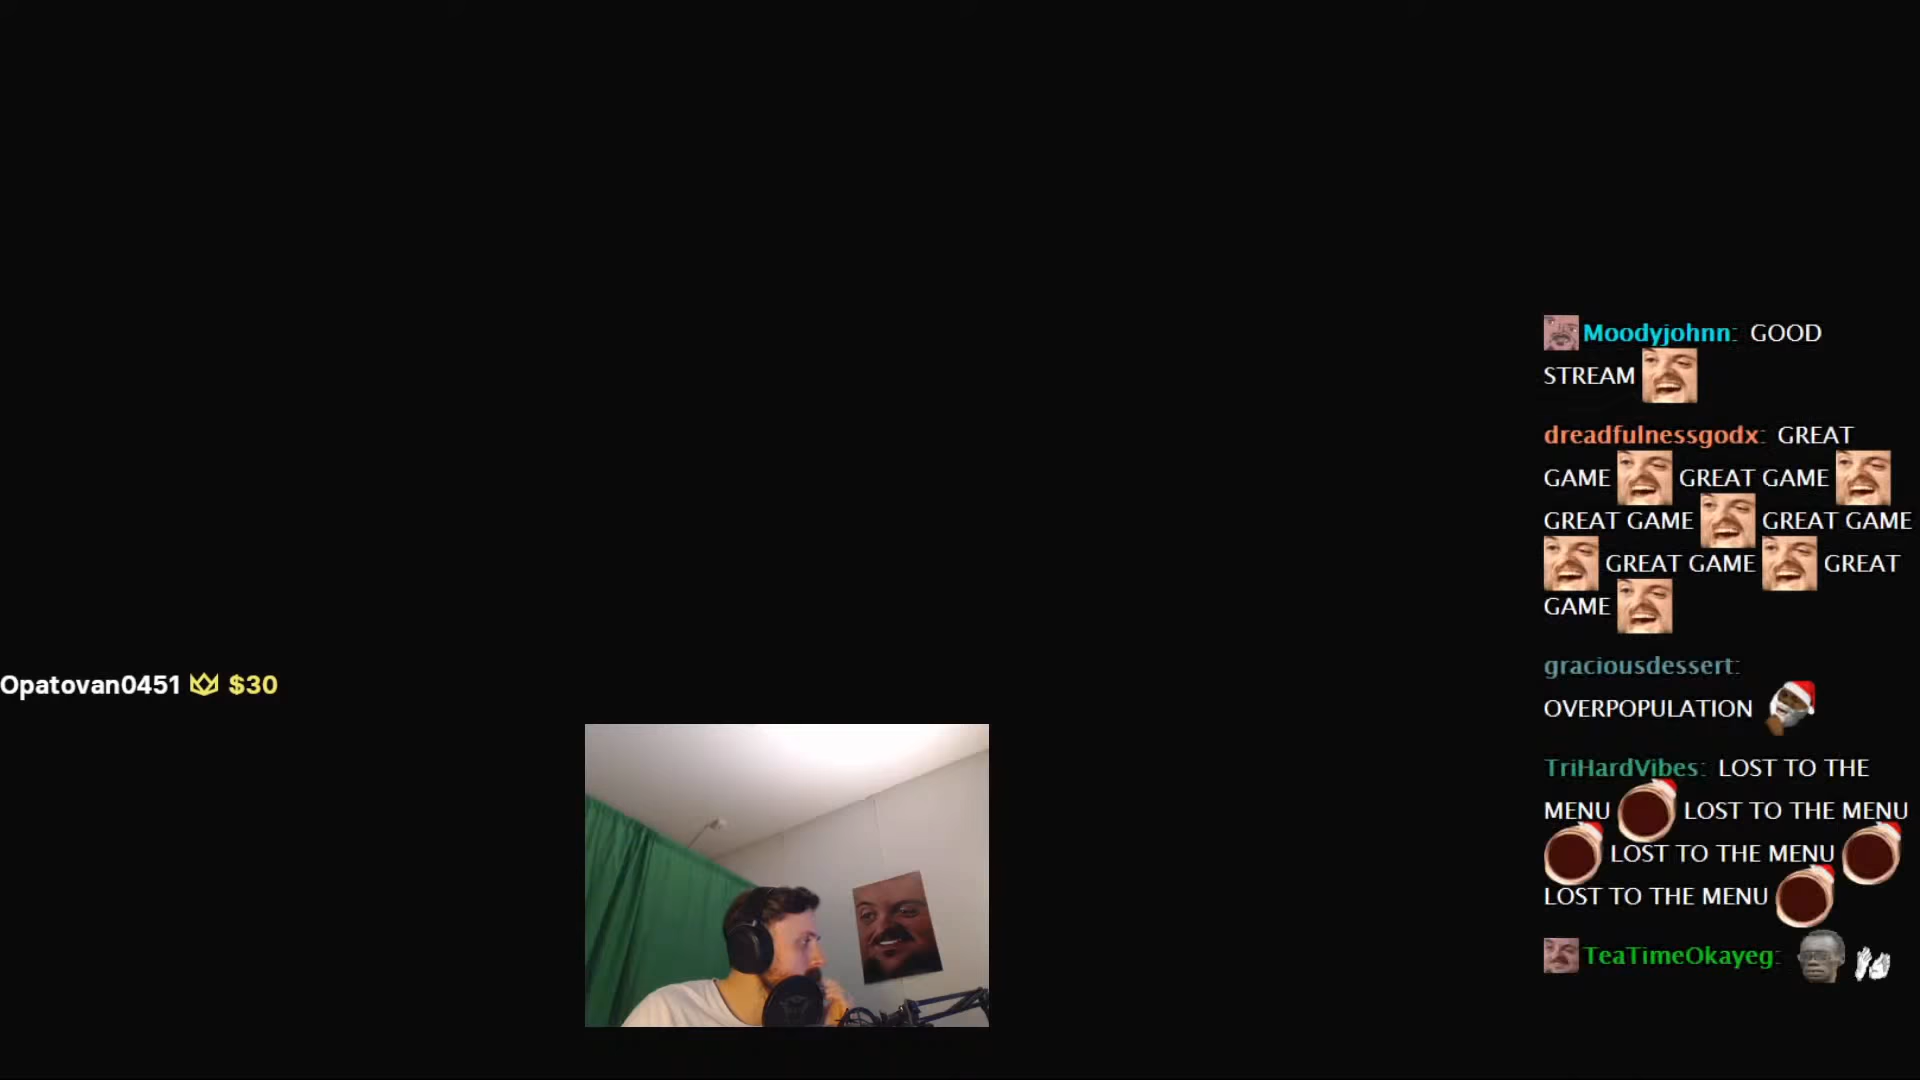 Moodyjohnn: GOOD
STREAM
dreadfulnessgodx: GREAT
GAME GREAT GAME
GREAT GAME GREAT GAME
GREAT GAME GREAT
GAME
graciousdessert:
OVERPOPULATION
TriHardVibes: LOST TO THE
MENU LOST TO THE MENU
LOST TO THE MENU
LOST TO THE MENU
TeaTimeOkayeg:
Opatovan0451 $30